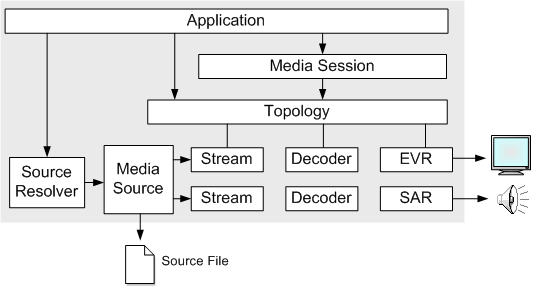 Application
Media Session
Topology
Source
Resolver
Media
Source
Stream
Decoder
EVR
Stream
Decoder
SAR
Source File